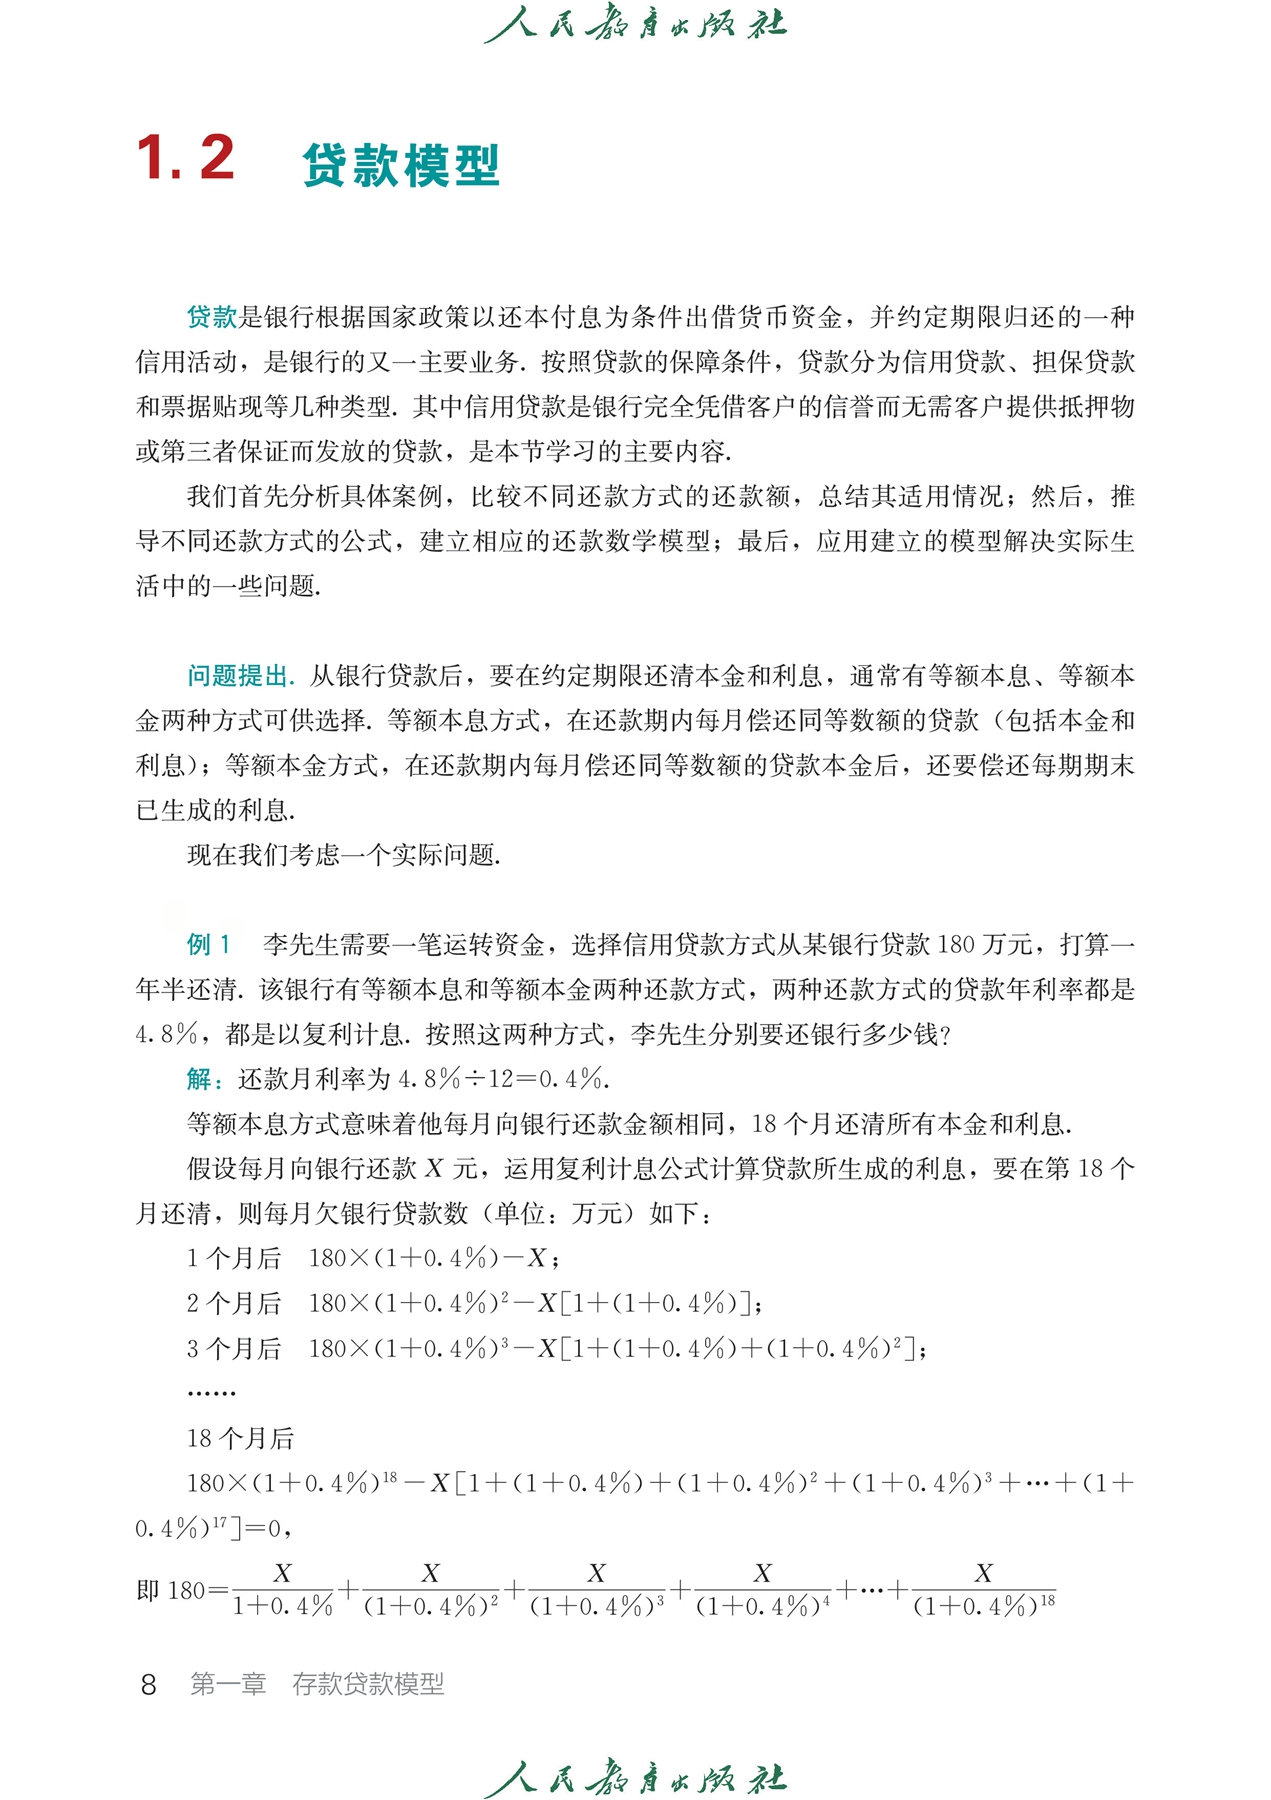 人民教育出版社
1.2 贷款模型
贷款是银行根据国家政策以还本付息为条件出借货币资金，并约定期限归还的一种
信用活动，是银行的又一主要业务．按照贷款的保障条件，贷款分为信用贷款、担保贷款
和票据贴现等几种类型．其中信用贷款是银行完全凭借客户的信誉而无需客户提供抵押物
或第三者保证而发放的贷款，是本节学习的主要内容．
我们首先分析具体案例，比较不同还款方式的还款额，总结其适用情况；然后，推
导不同还款方式的公式，建立相应的还款数学模型；最后，应用建立的模型解决实际生
活中的一些问题．
问题提出．从银行贷款后，要在约定期限还清本金和利息，通常有等额本息、等额本
金两种方式可供选择．等额本息方式，在还款期内每月偿还同等数额的贷款（包括本金和
利息）；等额本金方式，在还款期内每月偿还同等数额的贷款本金后，还要偿还每期期末
已生成的利息．
现在我们考虑一个实际问题．
例1 李先生需要一笔运转资金，选择信用贷款方式从某银行贷款180万元，打算一
年半还清．该银行有等额本息和等额本金两种还款方式，两种还款方式的贷款年利率都是
4.8%，都是以复利计息．按照这两种方式，李先生分别要还银行多少钱？
解：还款月利率为4.8%÷12=0.4%．
等额本息方式意味着他每月向银行还款金额相同，18个月还清所有本金和利息．
假设每月向银行还款X元，运用复利计息公式计算贷款所生成的利息，要在第18个
月还清，则每月欠银行贷款数（单位：万元）如下：
1个月后 180×(1+0.4%)−X；
2个月后 180×(1+0.4%)²−X[1+(1+0.4%)]；
3个月后 180×(1+0.4%)³−X[1+(1+0.4%)+(1+0.4%)²]；
……
18个月后
180×(1+0.4%)¹⁸−X[1+(1+0.4%)+(1+0.4%)²+(1+0.4%)³+…+(1+
0.4%)¹⁷]=0，
即180=X/(1+0.4%)+X/(1+0.4%)²+X/(1+0.4%)³+X/(1+0.4%)⁴+…+X/(1+0.4%)¹⁸
8 第一章 存款贷款模型
人民教育出版社